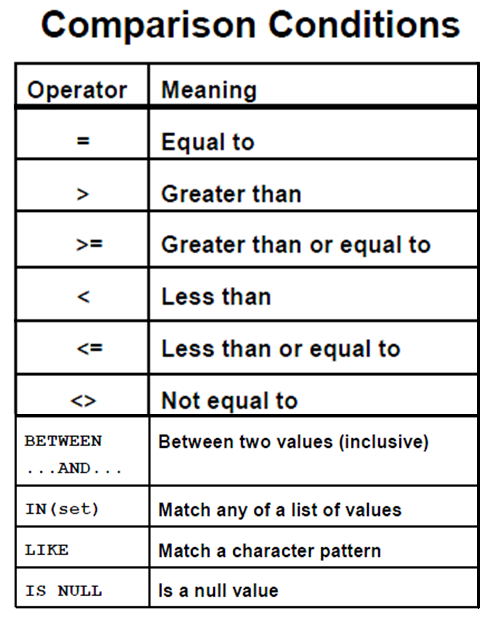 Comparison Conditions
Operator Meaning
= Equal to
> Greater than
>= Greater than or equal to
< Less than
<= Less than or equal to
<> Not equal to
BETWEEN Between two values (inclusive)
...AND...
IN(set) Match any of a list of values
LIKE Match a character pattern
IS NULL Is a null value